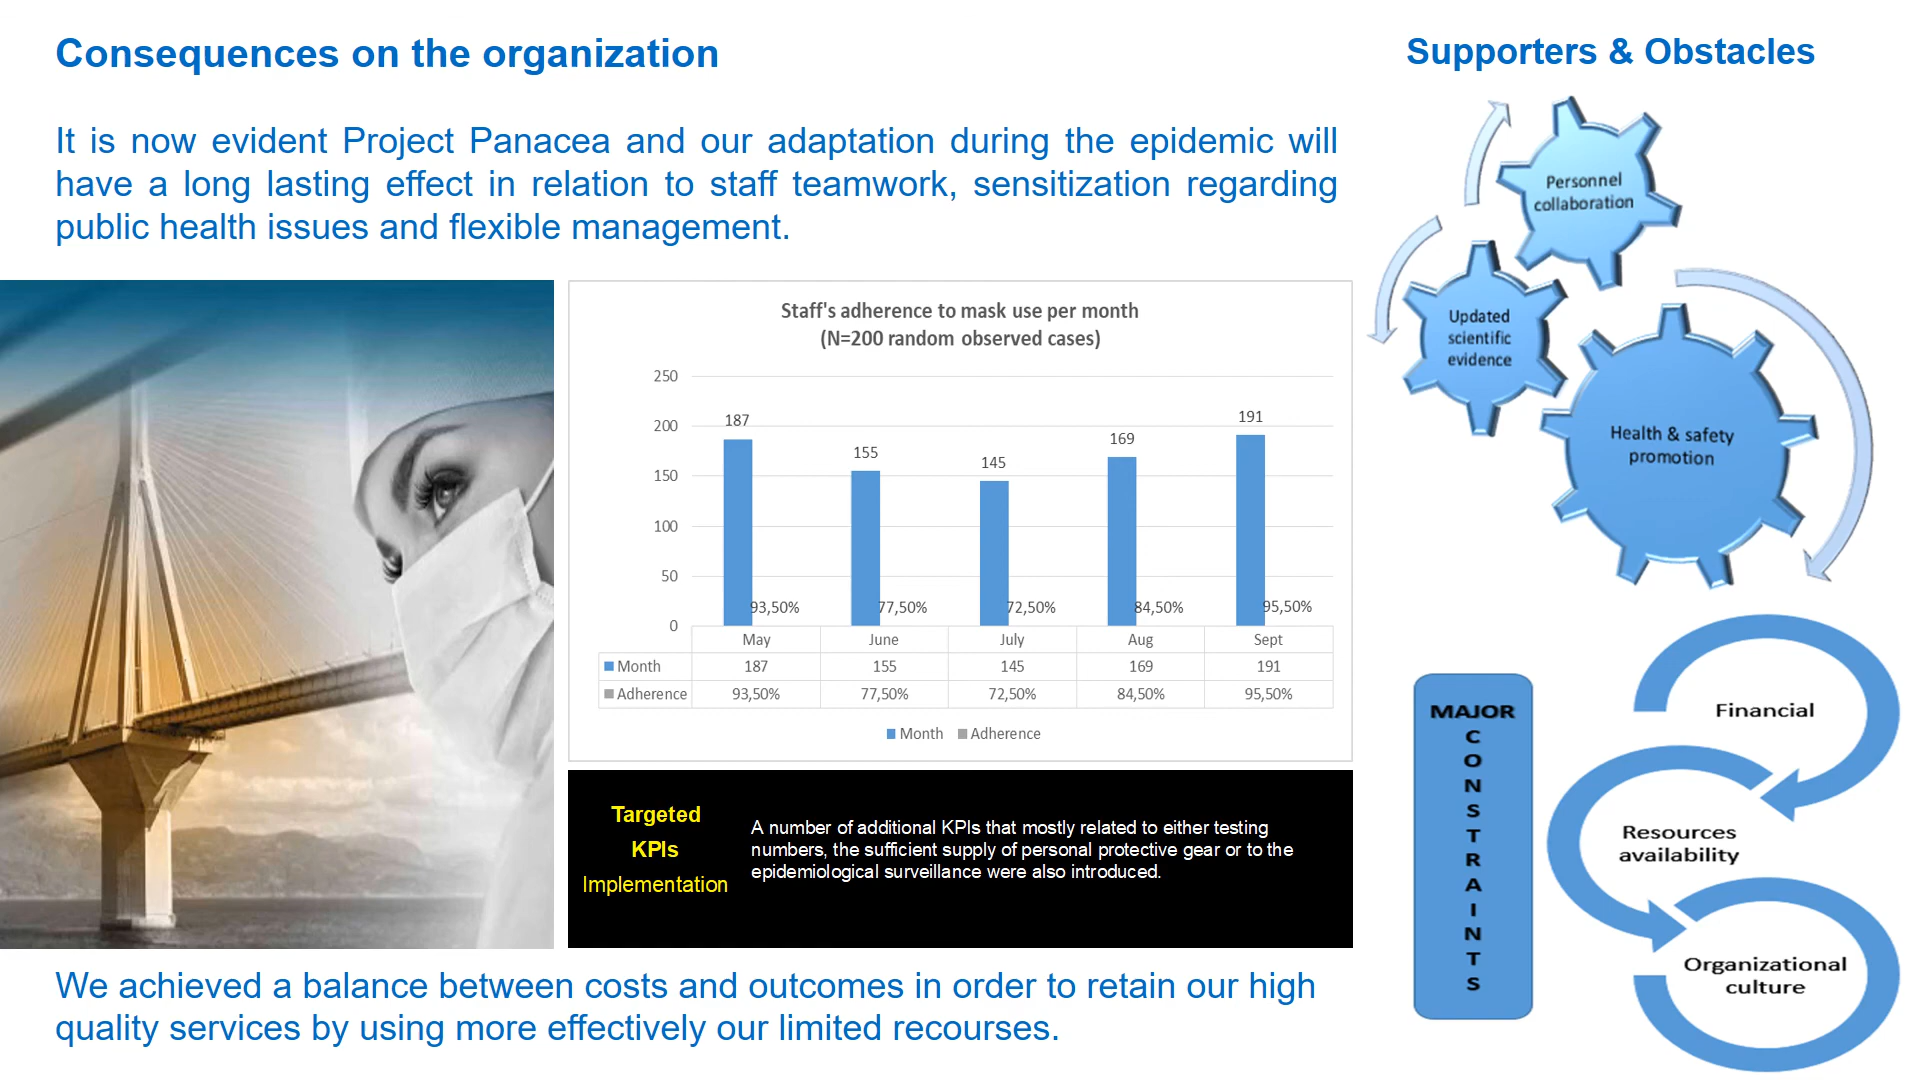 Consequences on the organization
It is now evident Project Panacea and our adaptation during the epidemic will
have a long lasting effect in relation to staff teamwork, sensitization regarding
public health issues and flexible management.
Staff's adherence to mask use per month
(N=200 random observed cases)
250
200
150
100
50
0
187
155
145
169
191
93,50%
77,50%
72,50%
84,50%
95,50%
May June July Aug Sept
Month 187 155 145 169 191
Adherence 93,50% 77,50% 72,50% 84,50% 95,50%
Month Adherence
Targeted
KPIs
Implementation
A number of additional KPIs that mostly related to either testing
numbers, the sufficient supply of personal protective gear or to the
epidemiological surveillance were also introduced.
We achieved a balance between costs and outcomes in order to retain our high
quality services by using more effectively our limited recourses.
Supporters & Obstacles
Personnel
collaboration
Updated
scientific
evidence
Health & safety
promotion
MAJOR
C
O
N
S
T
R
A
I
N
T
S
Financial
Resources
availability
Organizational
culture